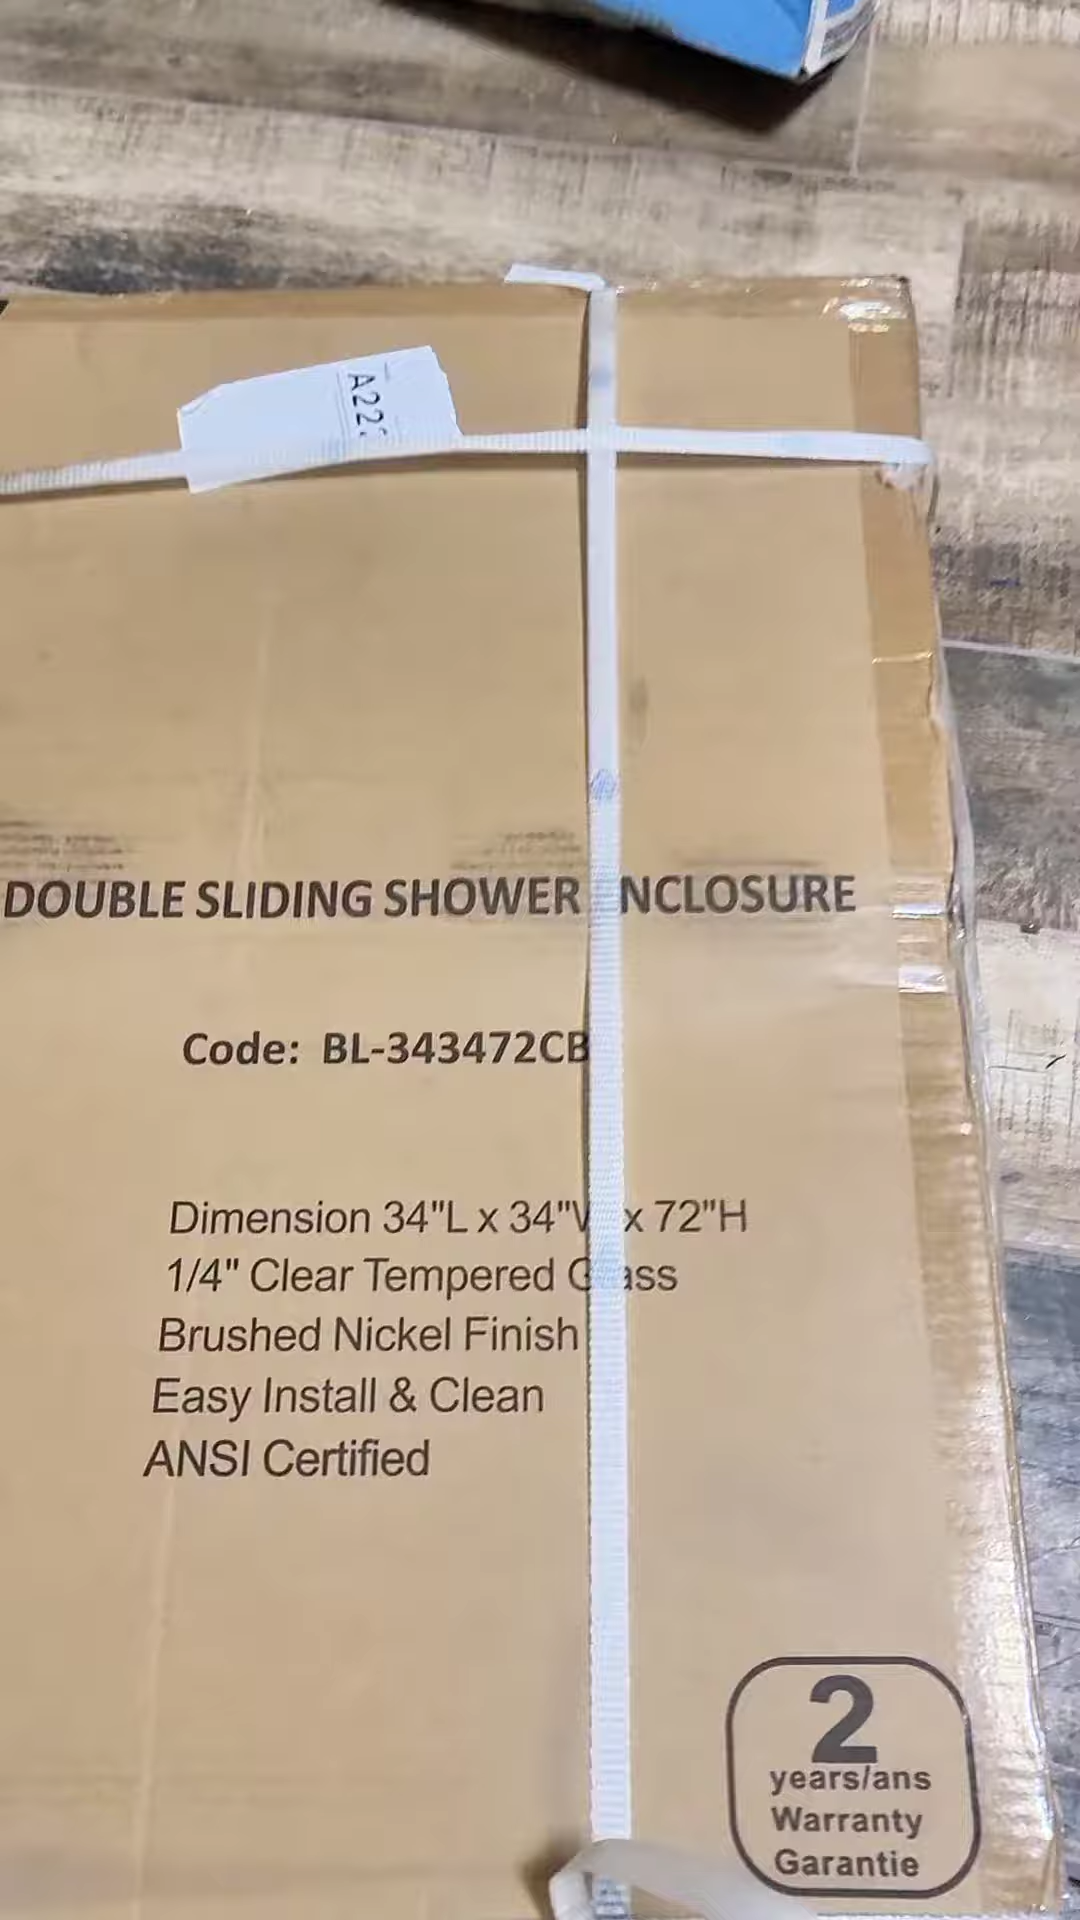 A22
DOUBLE SLIDING SHOWER NCLOSURE
Code: BL-343472CB
Dimension 34"L x 34"W x 72"H
1/4" Clear Tempered Glass
Brushed Nickel Finish
Easy Install & Clean
ANSI Certified
2
years/ans
Warranty
Garantie